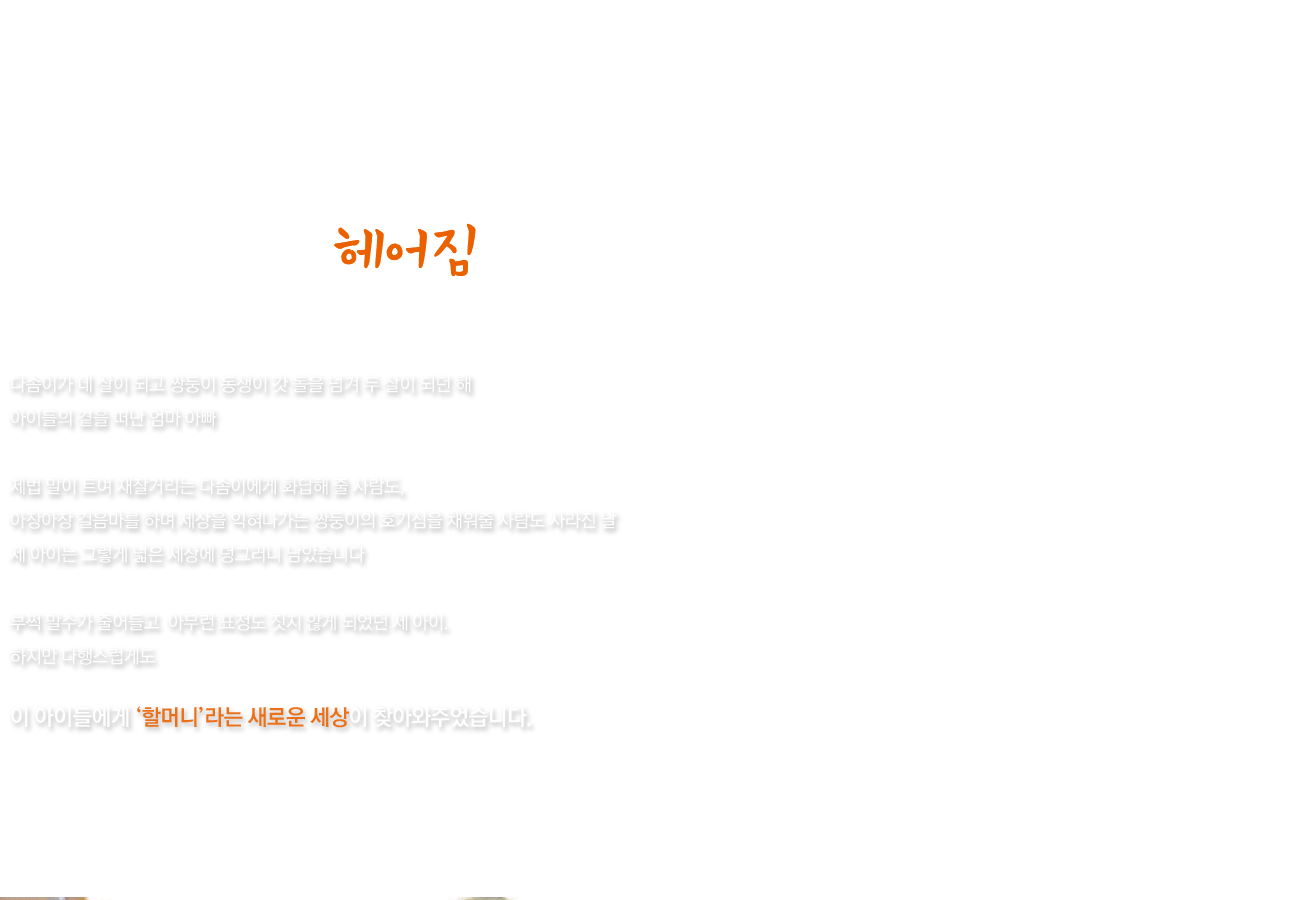 헤어짐
다솜이가 네 살이 되고 쌍둥이 동생이 갓 돌을 넘겨 두 살이 되던 해
아이들의 곁을 떠난 엄마 아빠
제법 말이 트여 재잘거리는 다솜이에게 화답해 줄 사람도,
아장아장 걸음마를 하며 세상을 익혀나가는 쌍둥이의 호기심을 채워줄 사람도 사라진 날
세 아이는 그렇게 넓은 세상에 덩그러니 남았습니다
부쩍 말수가 줄어들고 아무런 표정도 짓지 않게 되었던 세 아이.
하지만 다행스럽게도
이 아이들에게 ‘할머니’라는 새로운 세상이 찾아와주었습니다.